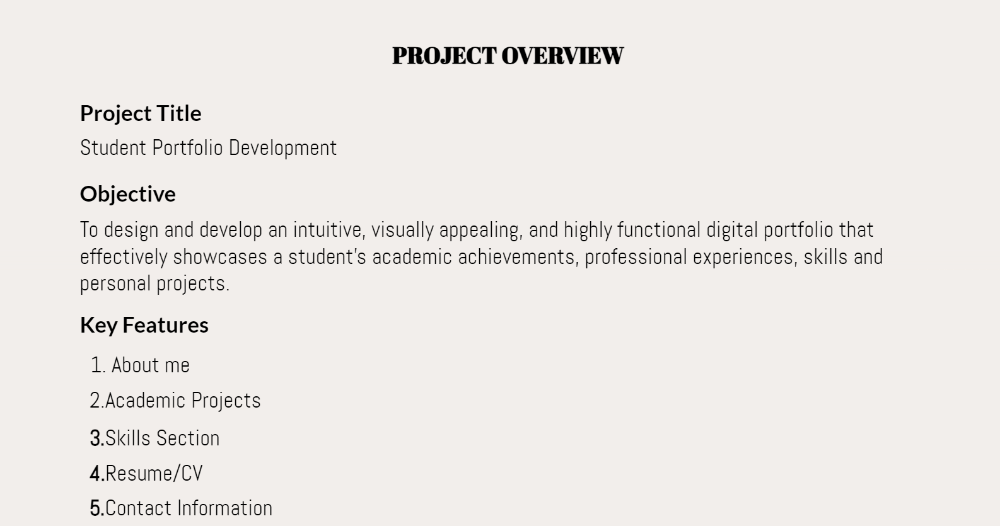 PROJECT OVERVIEW
Project Title
Student Portfolio Development
Objective
To design and develop an intuitive, visually appealing, and highly functional digital portfolio that
effectively showcases a student's academic achievements, professional experiences, skills and
personal projects.
Key Features
1. About me
2.Academic Projects
3.Skills Section
4.Resume/CV
5.Contact Information